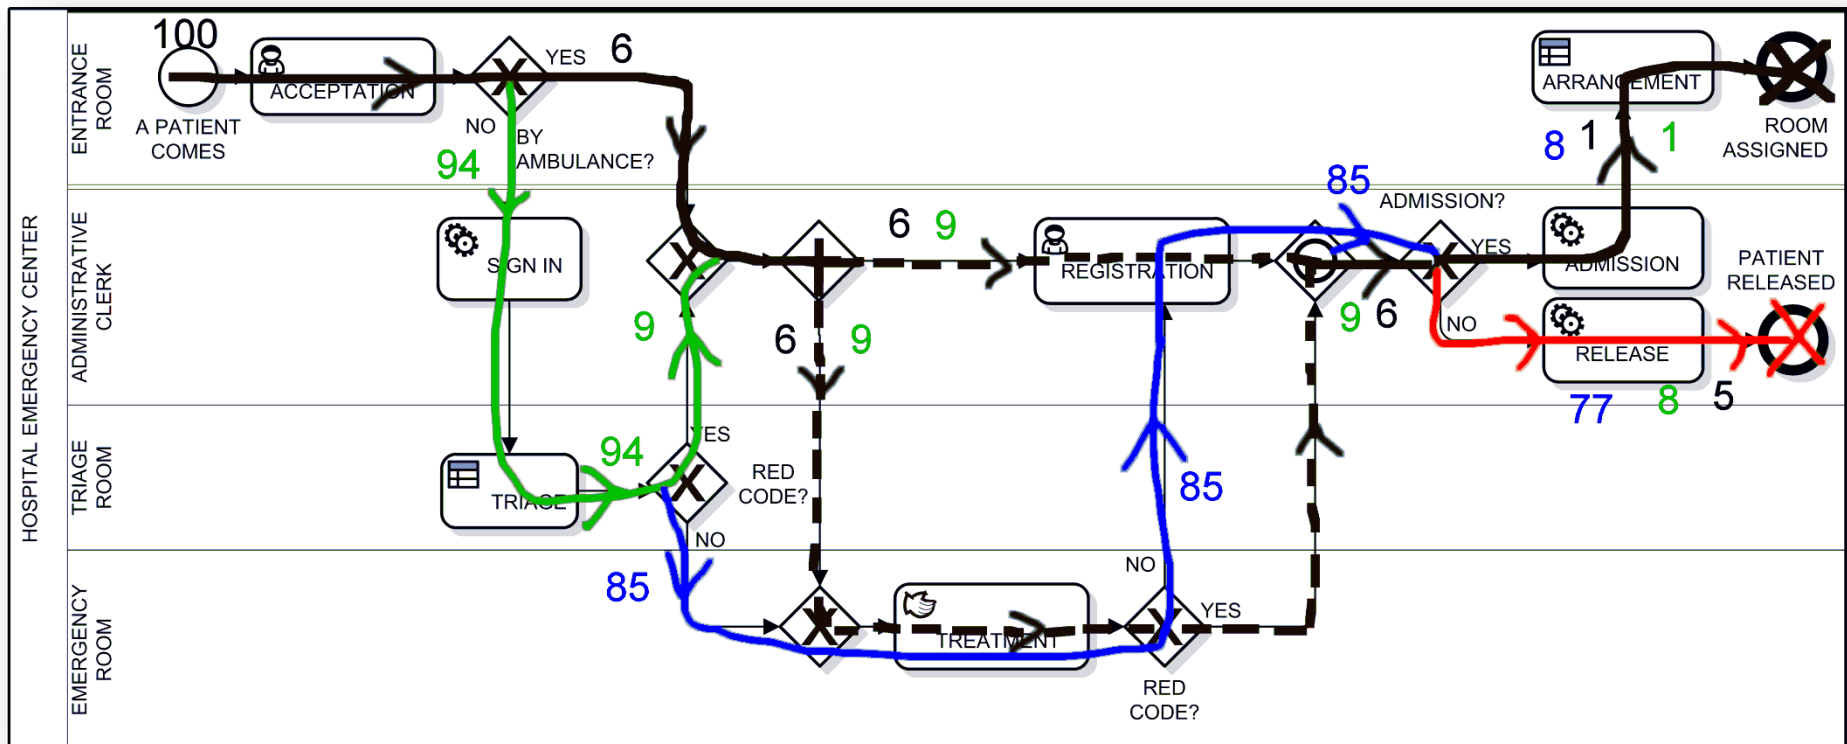 HOSPITAL EMERGENCY CENTER
ENTRANCE
ROOM
100
A PATIENT
COMES
ACCEPTATION
YES
6
NO
BY
AMBULANCE?
94
ARRANGEMENT
ROOM
ASSIGNED
8 1 1
ADMINISTRATIVE
CLERK
SIGN IN
9
6 9
6 9
REGISTRATION
85
ADMISSION?
9 6
YES
NO
ADMISSION
PATIENT
RELEASED
RELEASE
77 8 5
TRIAGE
ROOM
TRIAGE
94
YES
RED
CODE?
NO
85
EMERGENCY
ROOM
85
TREATMENT
NO
YES
RED
CODE?